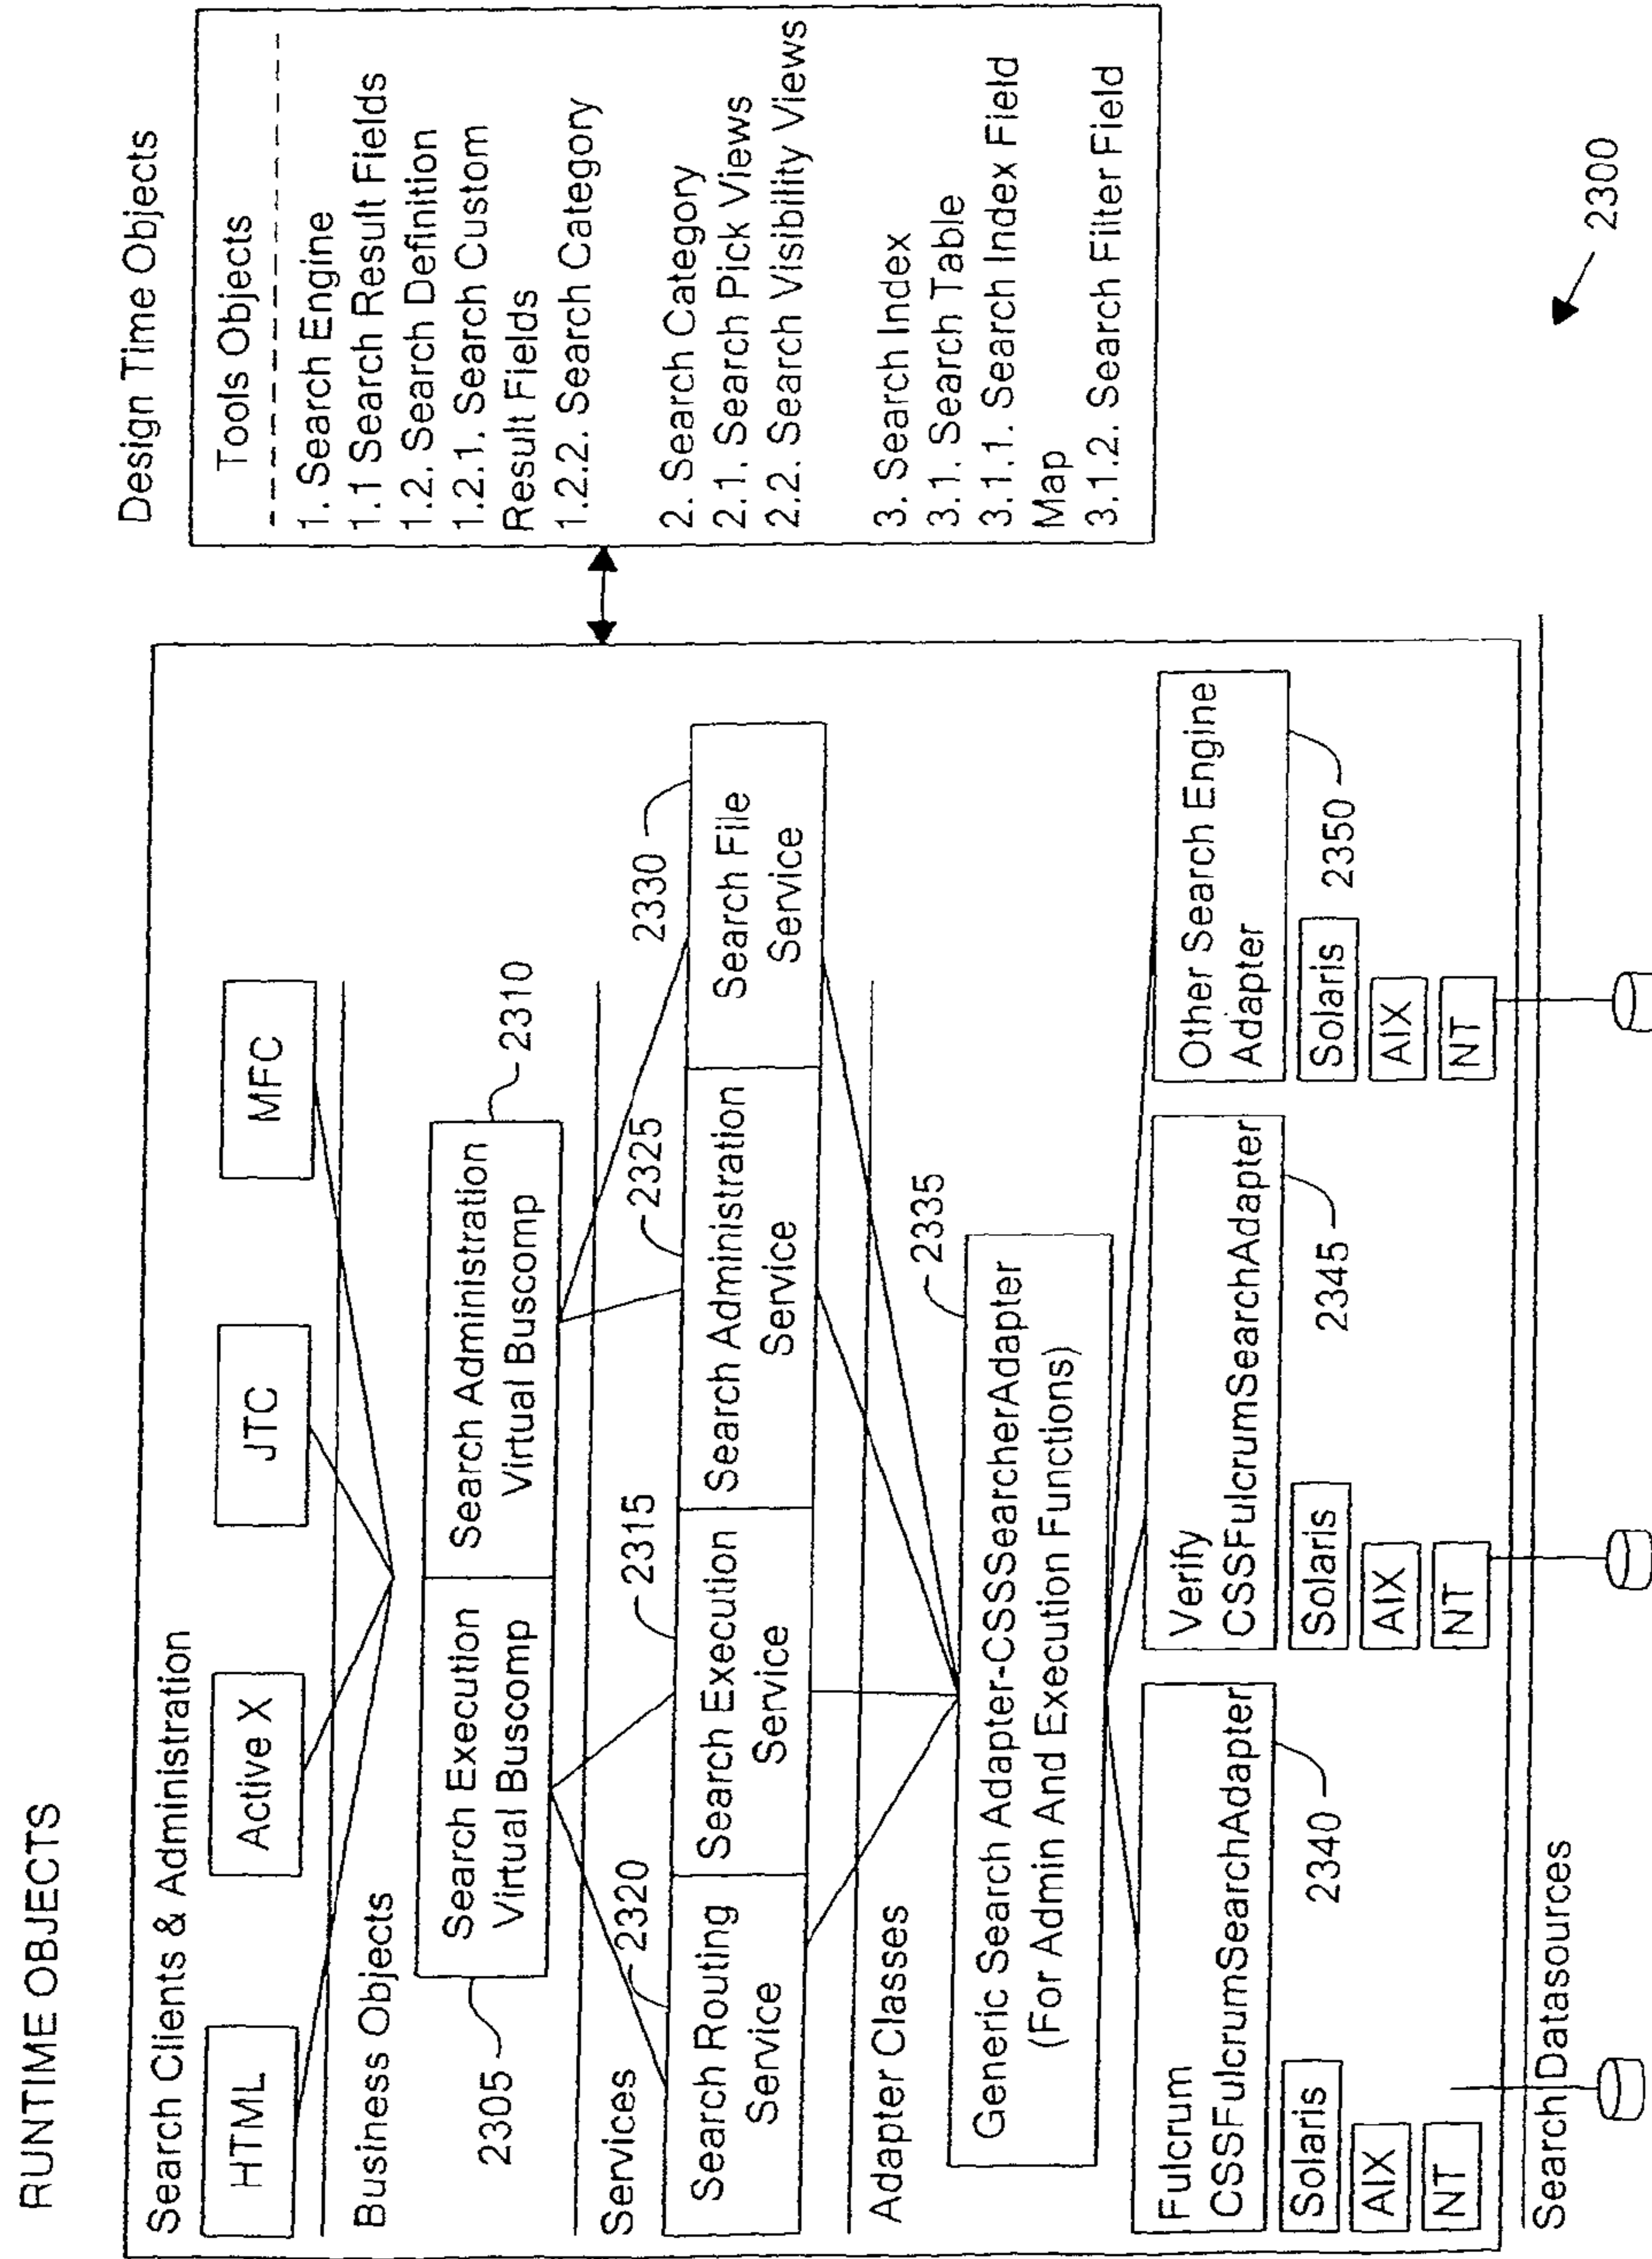 RUNTIME OBJECTS
Search Clients & Administration
HTML
Active X
JTC
MFC
Business Objects
2305
Search Execution
Virtual Buscomp
Search Administration
Virtual Buscomp
2310
Services
2320
2315
2325
2330
Search Routing
Service
Search Execution
Service
Search Administration
Service
Search File
Service
Adapter Classes
2335
Generic Search Adapter-CSSSearcherAdapter
(For Admin And Execution Functions)
Fulcrum
CSSFulcrumSearchAdapter
Solaris
AIX
NT
2340
Verify
CSSFulcrumSearchAdapter
Solaris
AIX
NT
2345
Other Search Engine
Adapter
Solaris
AIX
NT
2350
Search Datasources
Design Time Objects
Tools Objects
1. Search Engine
1.1 Search Result Fields
1.2. Search Definition
1.2.1. Search Custom
Result Fields
1.2.2. Search Category
2. Search Category
2.1. Search Pick Views
2.2. Search Visibility Views
3. Search Index
3.1. Search Table
3.1.1. Search Index Field
Map
3.1.2. Search Filter Field
2300